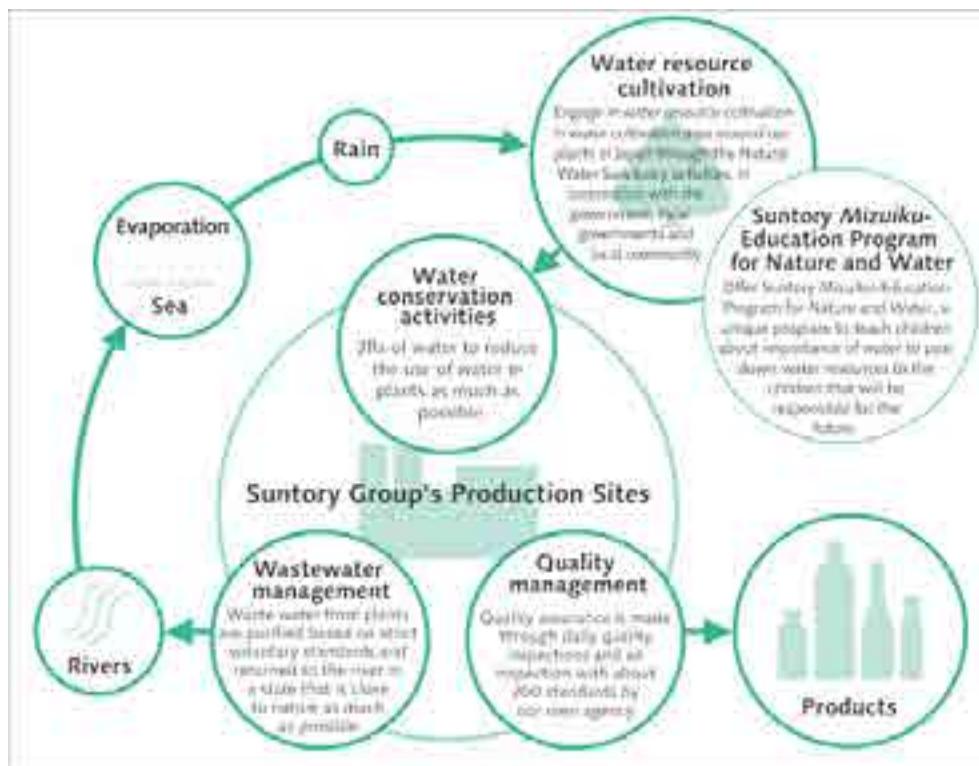 Water resource
cultivation
Engage in water resource cultivation
in water cultivation area around our
plants in Japan through the Natural
Water Sanctuary activities, in
cooperation with the
government, local
governments and
local community
Rain
Evaporation
Sea
Suntory Mizuiku-
Education Program
for Nature and Water
Offer Suntory Mizuiku-Education
Program for Nature and Water, a
unique program to teach children
about importance of water to pass
down water resources to the
children that will be
responsible for the
future
Water
conservation
activities
of water to reduce
the use of water in
plants as much as
possible
Suntory Group's Production Sites
Wastewater
management
Waste water from plants
are purified based on strict
voluntary standards and
returned to the river in
a state that is close
to nature as much
as possible
Quality
management
Quality assurance is made
through daily quality
inspections and an
inspection with about
200 standards by
our own agency
Rivers
Products